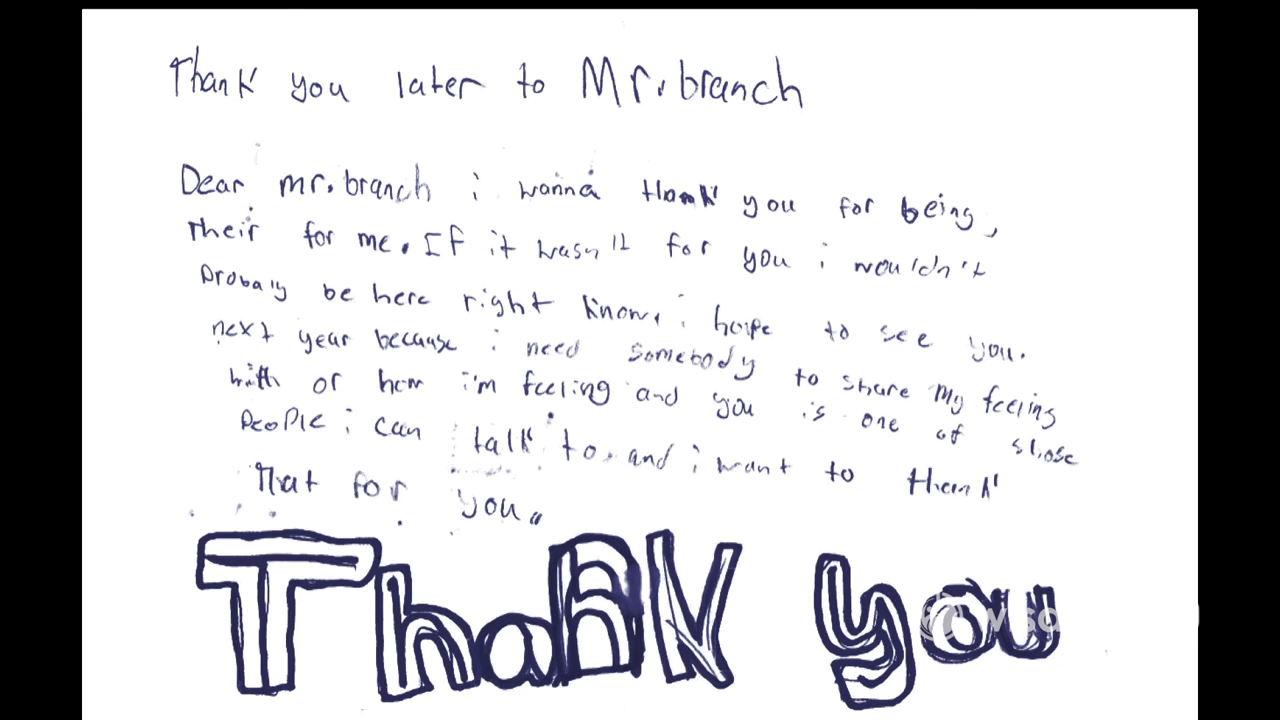 Thank you later to Mr. branch
Dear mr. branch i wanna thank you for being,
their for me. If it wasn't for you i wouldn't
probaly be here right know, i hope to see you.
next year because i need somebody to share my feeling
with or how i'm feeling and you is one of those
people i can talk to. and i want to thank
that for you.
Thank you